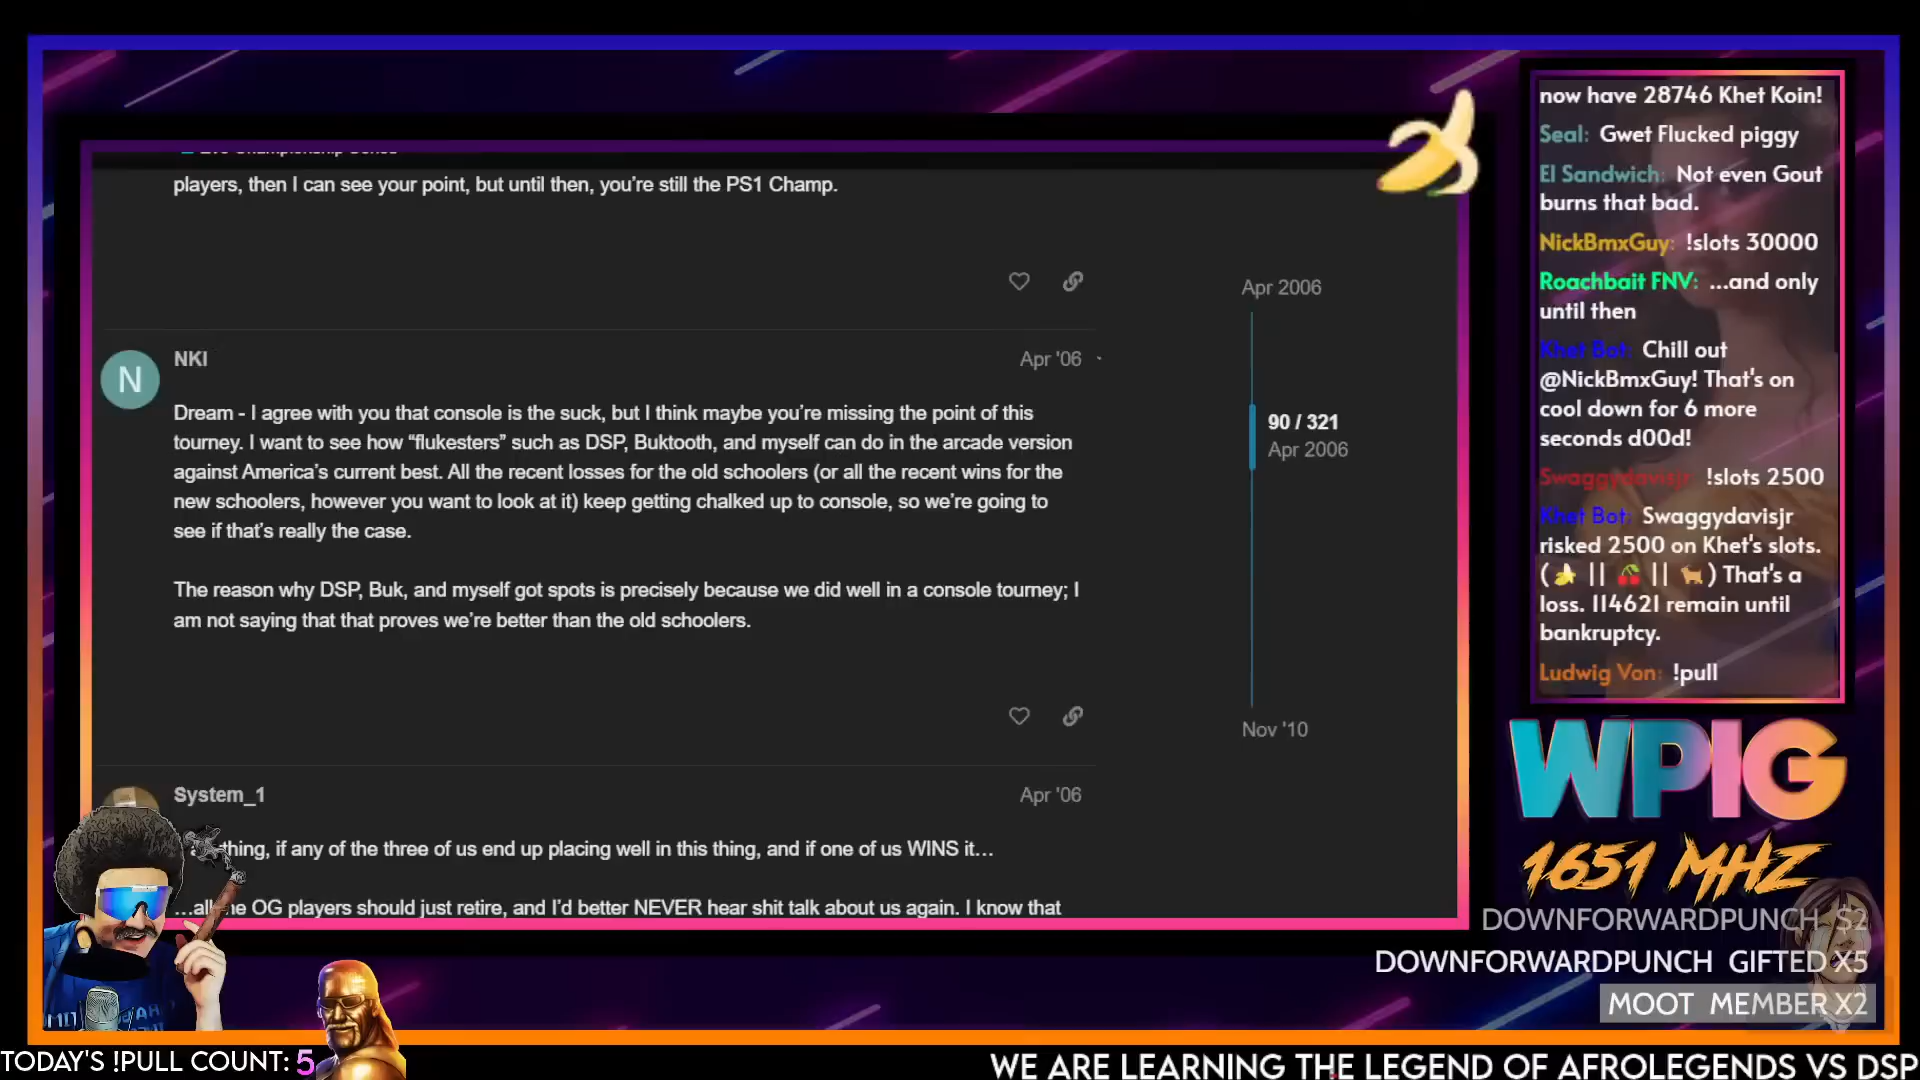 players, then I can see your point, but until then, you're still the PS1 Champ.
Apr 2006
N
NKI
Apr '06
Dream - I agree with you that console is the suck, but I think maybe you're missing the point of this
tourney. I want to see how “flukesters” such as DSP, Buktooth, and myself can do in the arcade version
against America's current best. All the recent losses for the old schoolers (or all the recent wins for the
new schoolers, however you want to look at it) keep getting chalked up to console, so we're going to
see if that's really the case.
The reason why DSP, Buk, and myself got spots is precisely because we did well in a console tourney; I
am not saying that that proves we're better than the old schoolers.
90 / 321
Apr 2006
Nov '10
System_1
Apr '06
thing, if any of the three of us end up placing well in this thing, and if one of us WINS it…
OG players should just retire, and I'd better NEVER hear shit talk about us again. I know that
now have 28746 Khet Koin!
Seal: Gwet Flucked piggy
El Sandwich: Not even Gout
burns that bad.
NickBmxGuy: !slots 30000
Roachbait FNV: ...and only
until then
Khet Bot: Chill out
@NickBmxGuy! That's on
cool down for 6 more
seconds d00d!
Swaggydavisjr: !slots 2500
Khet Bot: Swaggydavisjr
risked 2500 on Khet's slots.
(🍌 || 🍒 || 🐕) That's a
loss. 114621 remain until
bankruptcy.
Ludwig Von: !pull
WPIG
1651 MHZ
DOWNFORWARDPUNCH $2
DOWNFORWARDPUNCH GIFTED X5
MOOT MEMBER X2
TODAY'S !PULL COUNT: 5
WE ARE LEARNING THE LEGEND OF AFROLEGENDS VS DSP